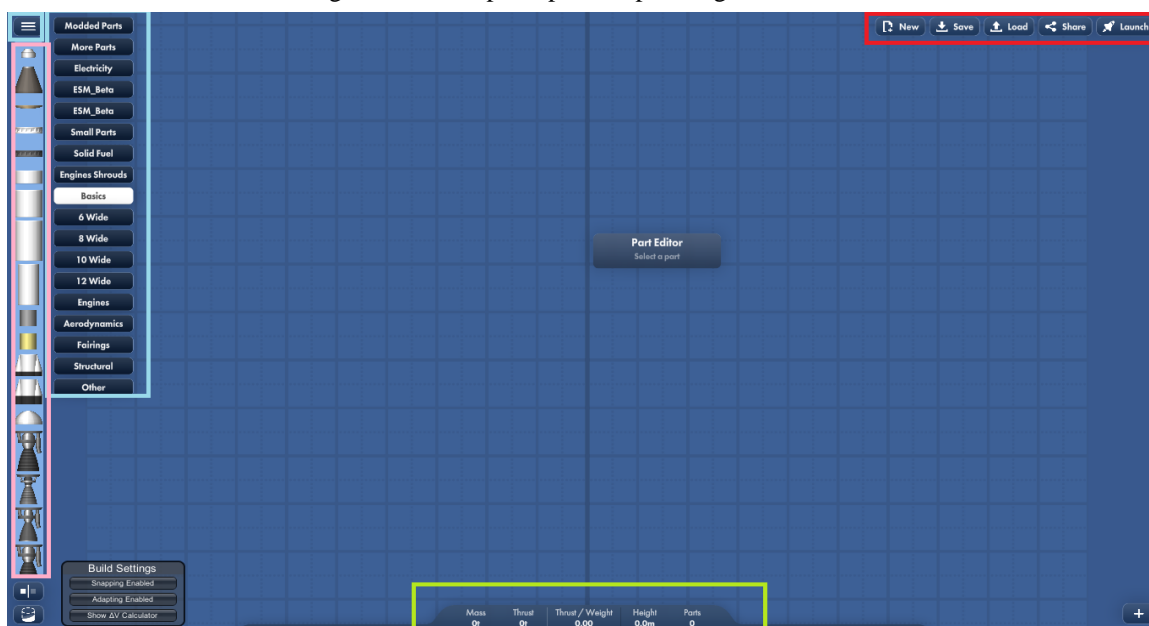 Modded Parts
More Parts
Electricity
ESM_Beta
ESM_Beta
Small Parts
Solid Fuel
Engines Shrouds
Basics
6 Wide
8 Wide
10 Wide
12 Wide
Engines
Aerodynamics
Fairings
Structural
Other
New Save Load Share Launch
Part Editor
Select a part
Build Settings
Snapping Enabled
Adapting Enabled
Show ΔV Calculator
Mass Thrust Thrust / Weight Height Parts
0t 0t 0.00 0.0m 0
+